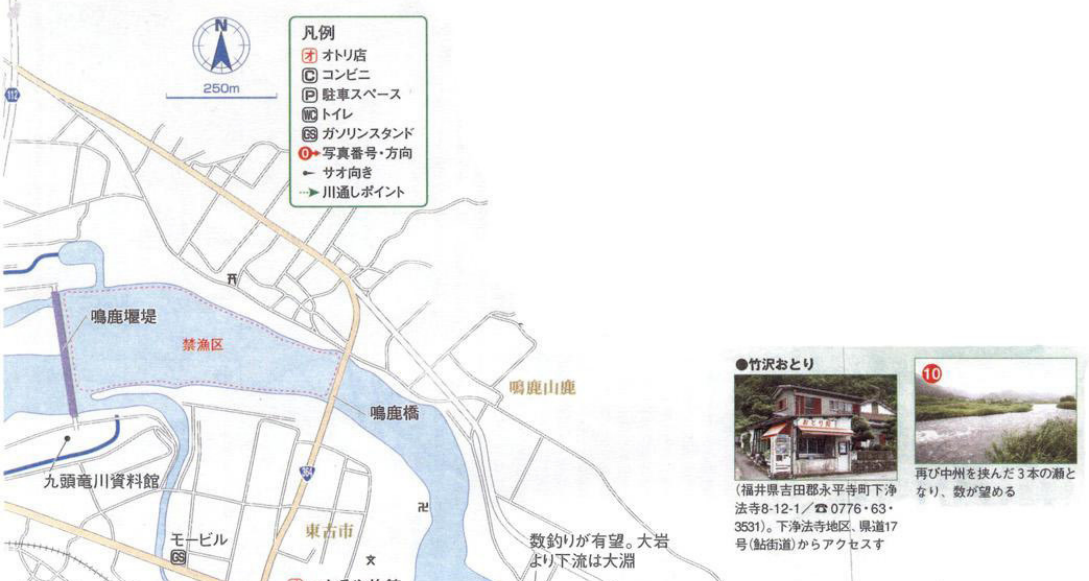 N
250m
凡例
オ オトリ店
C コンビニ
P 駐車スペース
WC トイレ
GS ガソリンスタンド
0 写真番号・方向
サオ向き
川通しポイント
112
鳴鹿堰堤
禁漁区
鳴鹿山鹿
鳴鹿橋
九頭竜川資料館
モービル
GS
東古市
卍
文
数釣りが有望。大岩
より下流は大淵
●竹沢おとり
(福井県吉田郡永平寺町下浄
法寺8-12-1/☎0776・63・
3531)。下浄法寺地区、県道17
号(鮎街道)からアクセスす
10
再び中州を挟んだ3本の瀬と
なり、数が望める